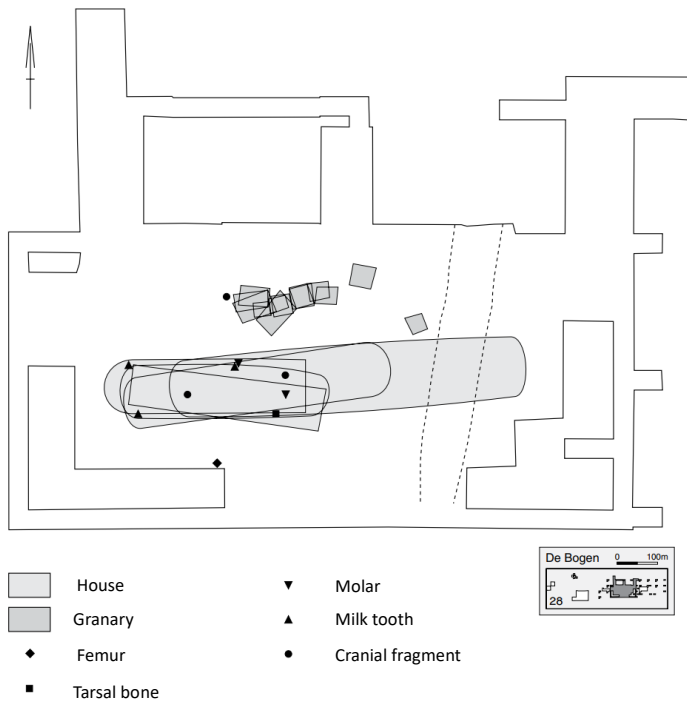 De Bogen 0 100m
28
House
Granary
Femur
Tarsal bone
Molar
Milk tooth
Cranial fragment